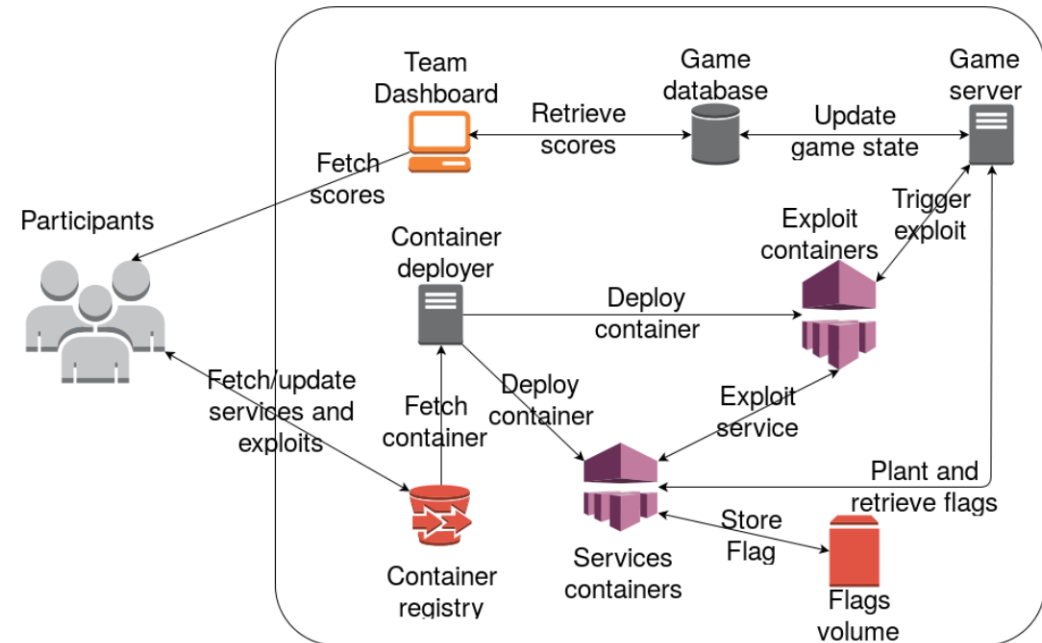 Team
Dashboard
Game
database
Game
server
Retrieve
scores
Update
game state
Fetch
scores
Participants
Exploit
containers
Trigger
exploit
Container
deployer
Deploy
container
Fetch/update
services and
exploits
Fetch
container
Deploy
container
Exploit
service
Plant and
retrieve flags
Store
Flag
Container
registry
Services
containers
Flags
volume